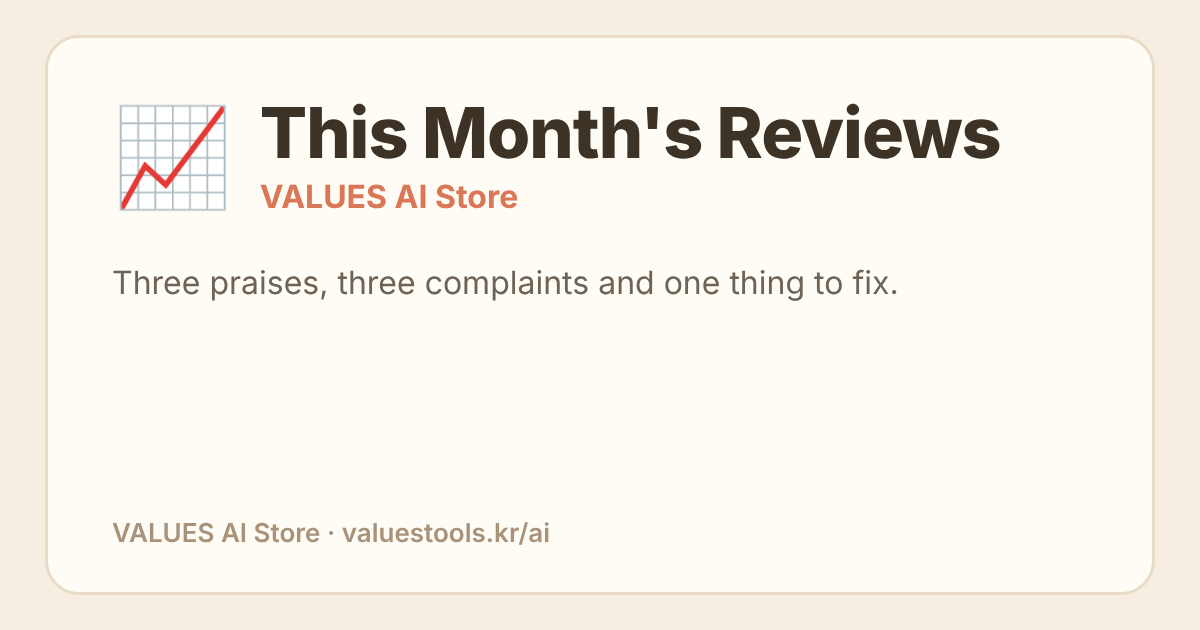 This Month's Reviews
VALUES AI Store
Three praises, three complaints and one thing to fix.
VALUES AI Store · valuestools.kr/ai